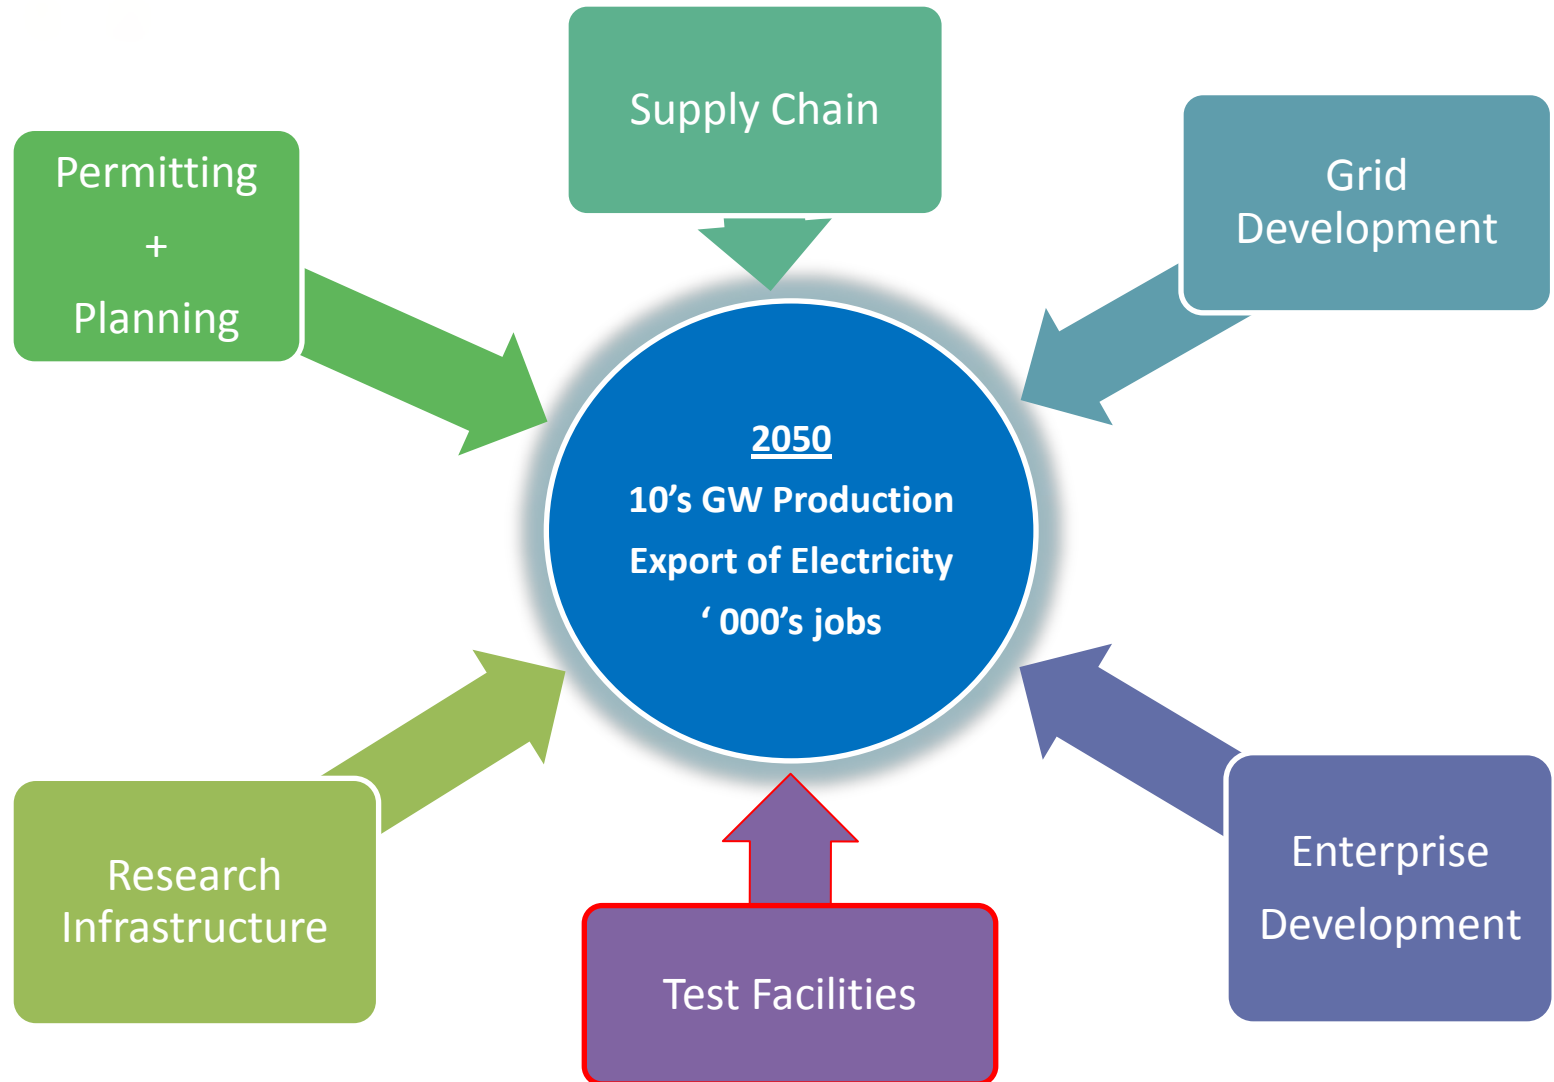 Supply Chain
Permitting
+
Planning
Grid
Development
2050
10’s GW Production
Export of Electricity
‘ 000’s jobs
Research
Infrastructure
Enterprise
Development
Test Facilities